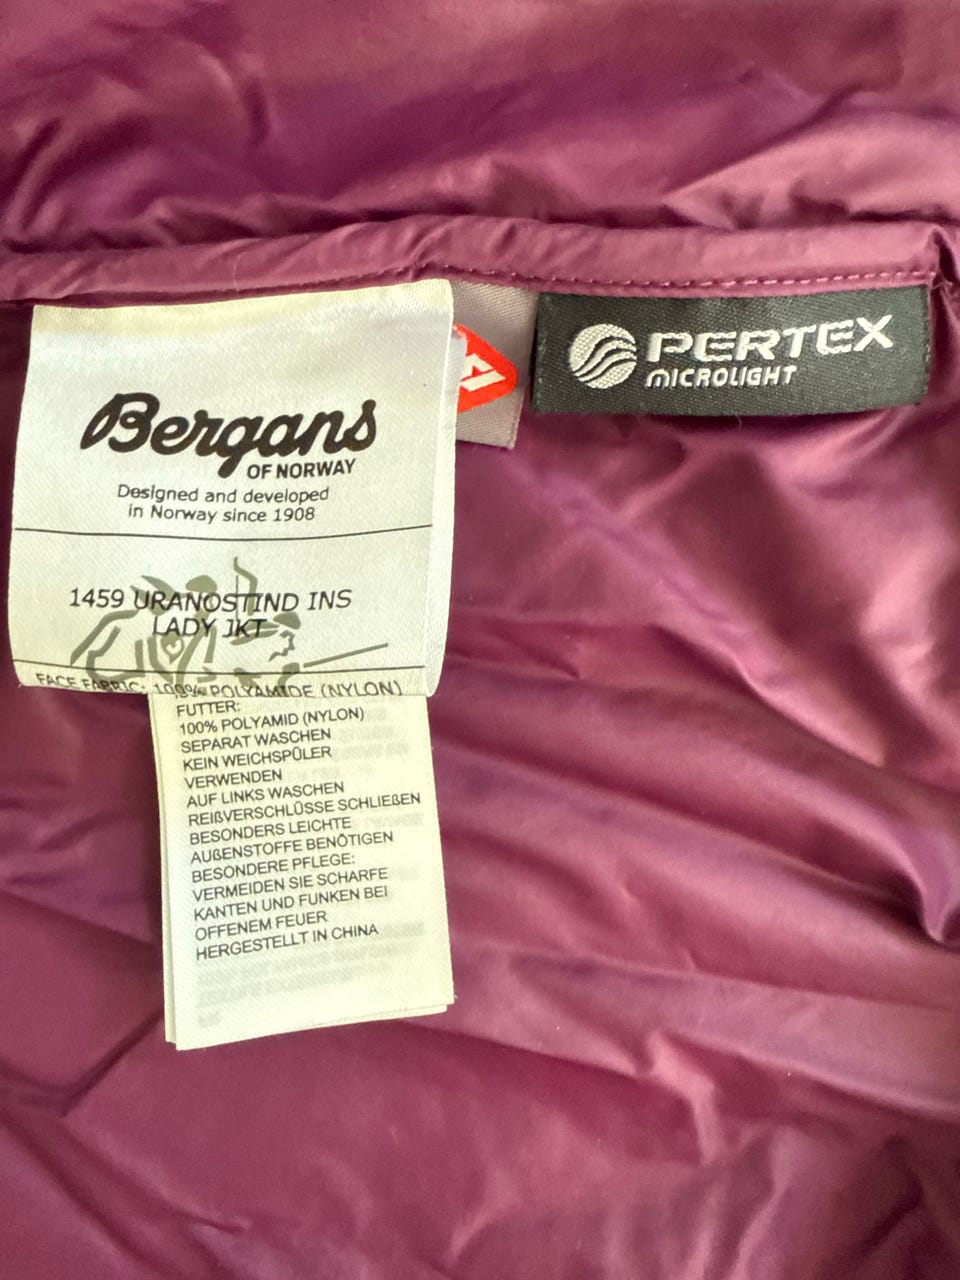 Bergans
OF NORWAY
Designed and developed
in Norway since 1908
1459 URANOSTIND INS
LADY JKT
FACE FABRIC: 100% POLYAMIDE (NYLON)
FUTTER:
100% POLYAMID (NYLON)
SEPARAT WASCHEN
KEIN WEICHSPÜLER
VERWENDEN
AUF LINKS WASCHEN
REIßVERSCHLÜSSE SCHLIEßEN
BESONDERS LEICHTE
AUßENSTOFFE BENÖTIGEN
BESONDERE PFLEGE:
VERMEIDEN SIE SCHARFE
KANTEN UND FUNKEN BEI
OFFENEM FEUER
HERGESTELLT IN CHINA
PERTEX
MICROLIGHT